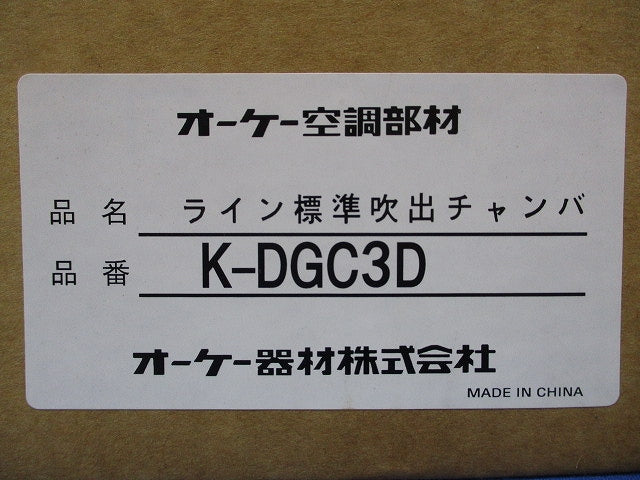 オーケー空調部材
品名 ライン標準吹出チャンバ
品番 K-DGC3D
オーケー器材株式会社
MADE IN CHINA